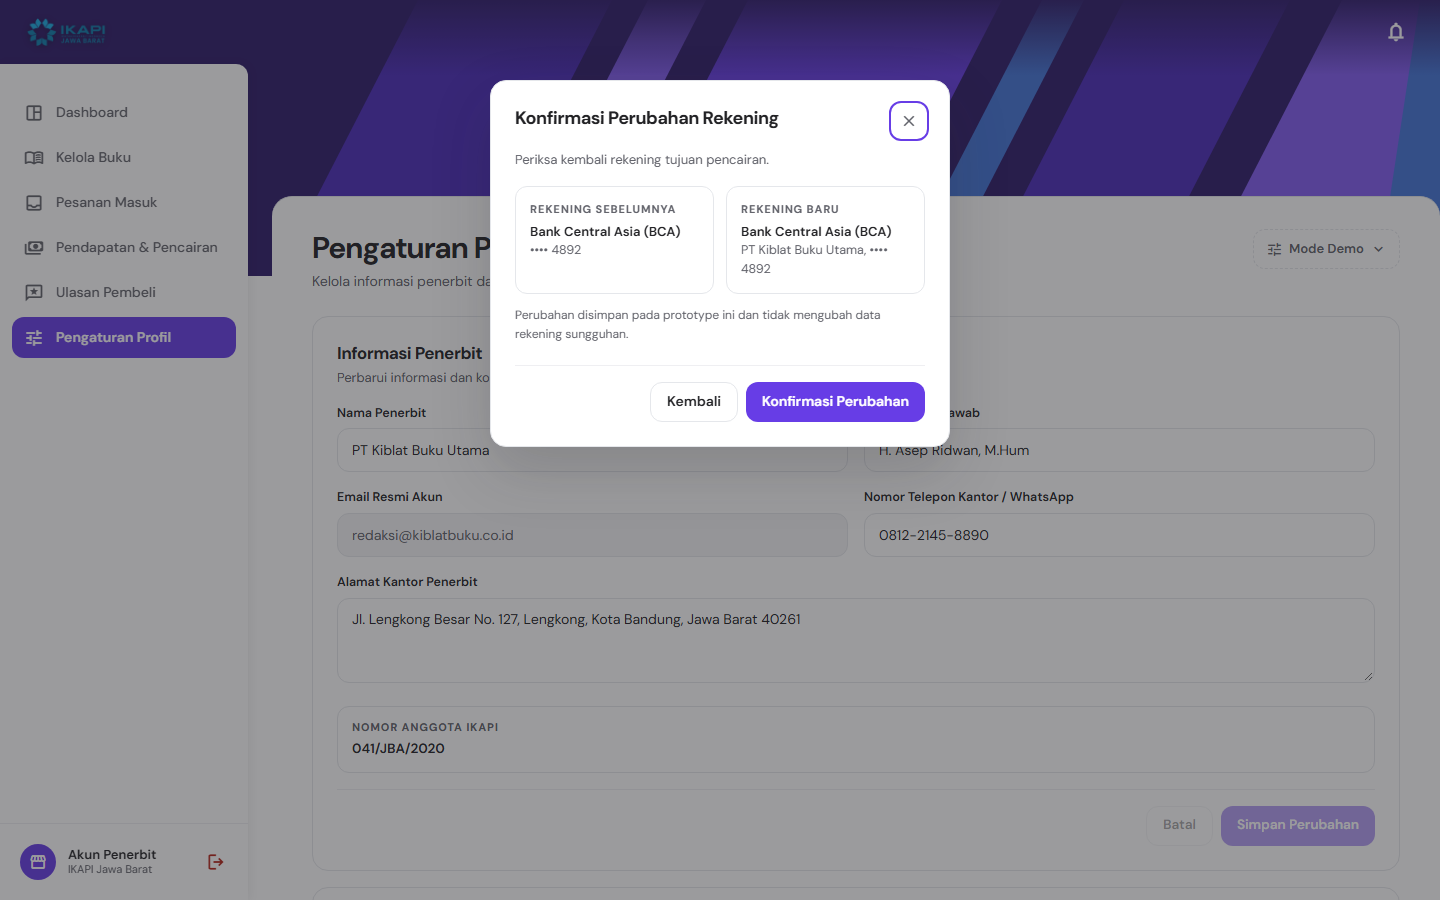 IKAPI
JAWA BARAT
Dashboard
Kelola Buku
Pesanan Masuk
Pendapatan & Pencairan
Ulasan Pembeli
Pengaturan Profil
Akun Penerbit
IKAPI Jawa Barat
Pengaturan P
Kelola informasi penerbit da
Mode Demo
Konfirmasi Perubahan Rekening
Periksa kembali rekening tujuan pencairan.
REKENING SEBELUMNYA
Bank Central Asia (BCA)
•••• 4892
REKENING BARU
Bank Central Asia (BCA)
PT Kiblat Buku Utama, ••••
4892
Perubahan disimpan pada prototype ini dan tidak mengubah data
rekening sungguhan.
Kembali
Konfirmasi Perubahan
Informasi Penerbit
Perbarui informasi dan ko
Nama Penerbit
PT Kiblat Buku Utama
awab
H. Asep Ridwan, M.Hum
Email Resmi Akun
redaksi@kiblatbuku.co.id
Nomor Telepon Kantor / WhatsApp
0812-2145-8890
Alamat Kantor Penerbit
Jl. Lengkong Besar No. 127, Lengkong, Kota Bandung, Jawa Barat 40261
NOMOR ANGGOTA IKAPI
041/JBA/2020
Batal
Simpan Perubahan